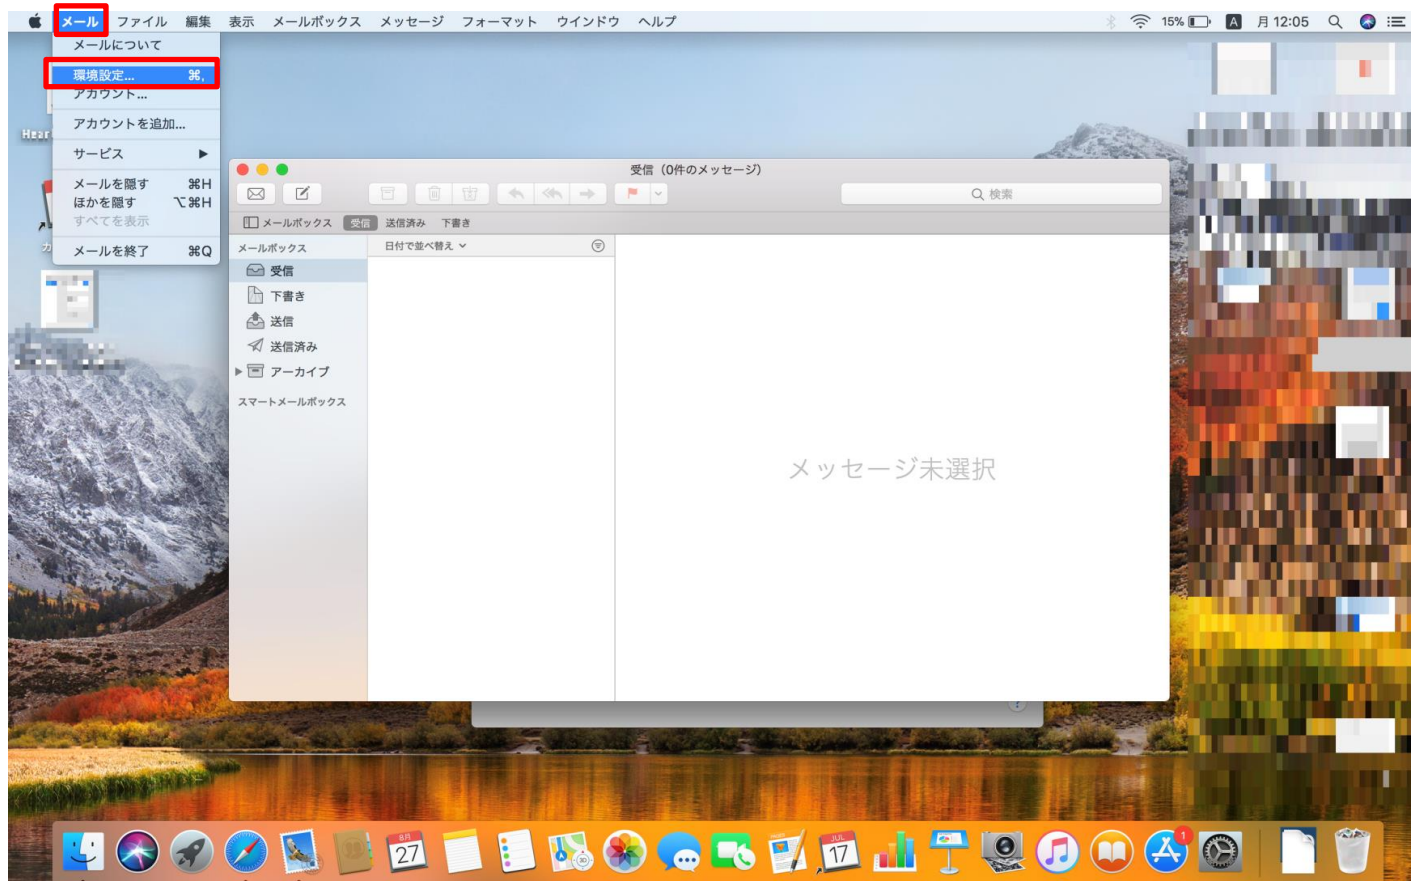 メール ファイル 編集 表示 メールボックス メッセージ フォーマット ウインドウ ヘルプ 15% A 月 12:05
メールについて
環境設定... ⌘,
アカウント...
アカウントを追加...
サービス ▶
メールを隠す ⌘H
ほかを隠す ⌥⌘H
すべてを表示
メールを終了 ⌘Q
受信（0件のメッセージ）
検索
メールボックス 受信 送信済み 下書き
メールボックス
日付で並べ替え
受信
下書き
送信
送信済み
アーカイブ
スマートメールボックス
メッセージ未選択
8月
27
JUL
17
1